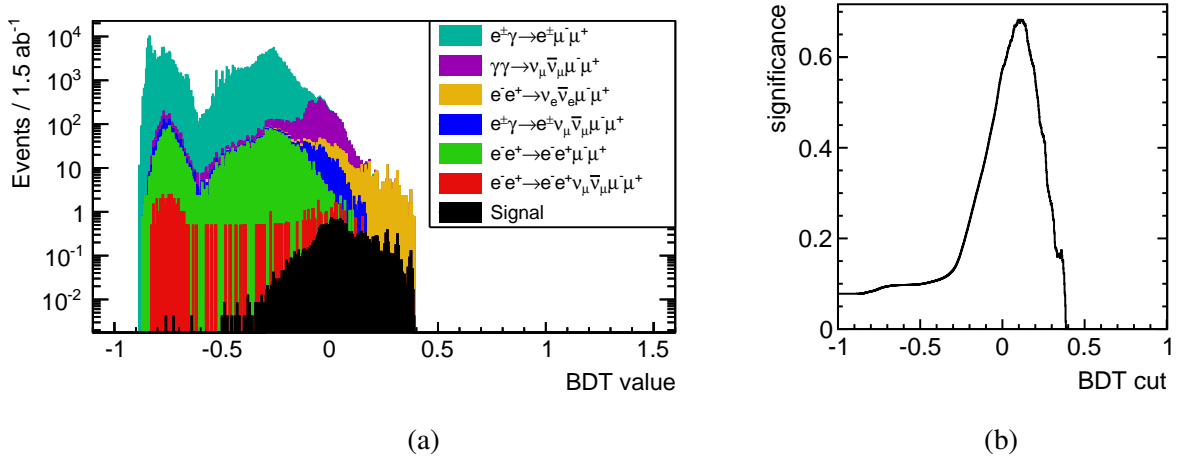 Events / 1.5 ab⁻¹
10⁴
10³
10²
10
1
10⁻¹
10⁻²
-1
-0.5
0
0.5
1
1.5
BDT value
e±γ→e±μ⁻μ⁺
γγ→ν_μν̅_μμ⁻μ⁺
e⁻e⁺→ν_eν̅_eμ⁻μ⁺
e±γ→e±ν_μν̅_μμ⁻μ⁺
e⁻e⁺→e⁻e⁺μ⁻μ⁺
e⁻e⁺→e⁻e⁺ν_μν̅_μμ⁻μ⁺
Signal
(a)
significance
0.6
0.4
0.2
0
-1
-0.5
0
0.5
1
BDT cut
(b)